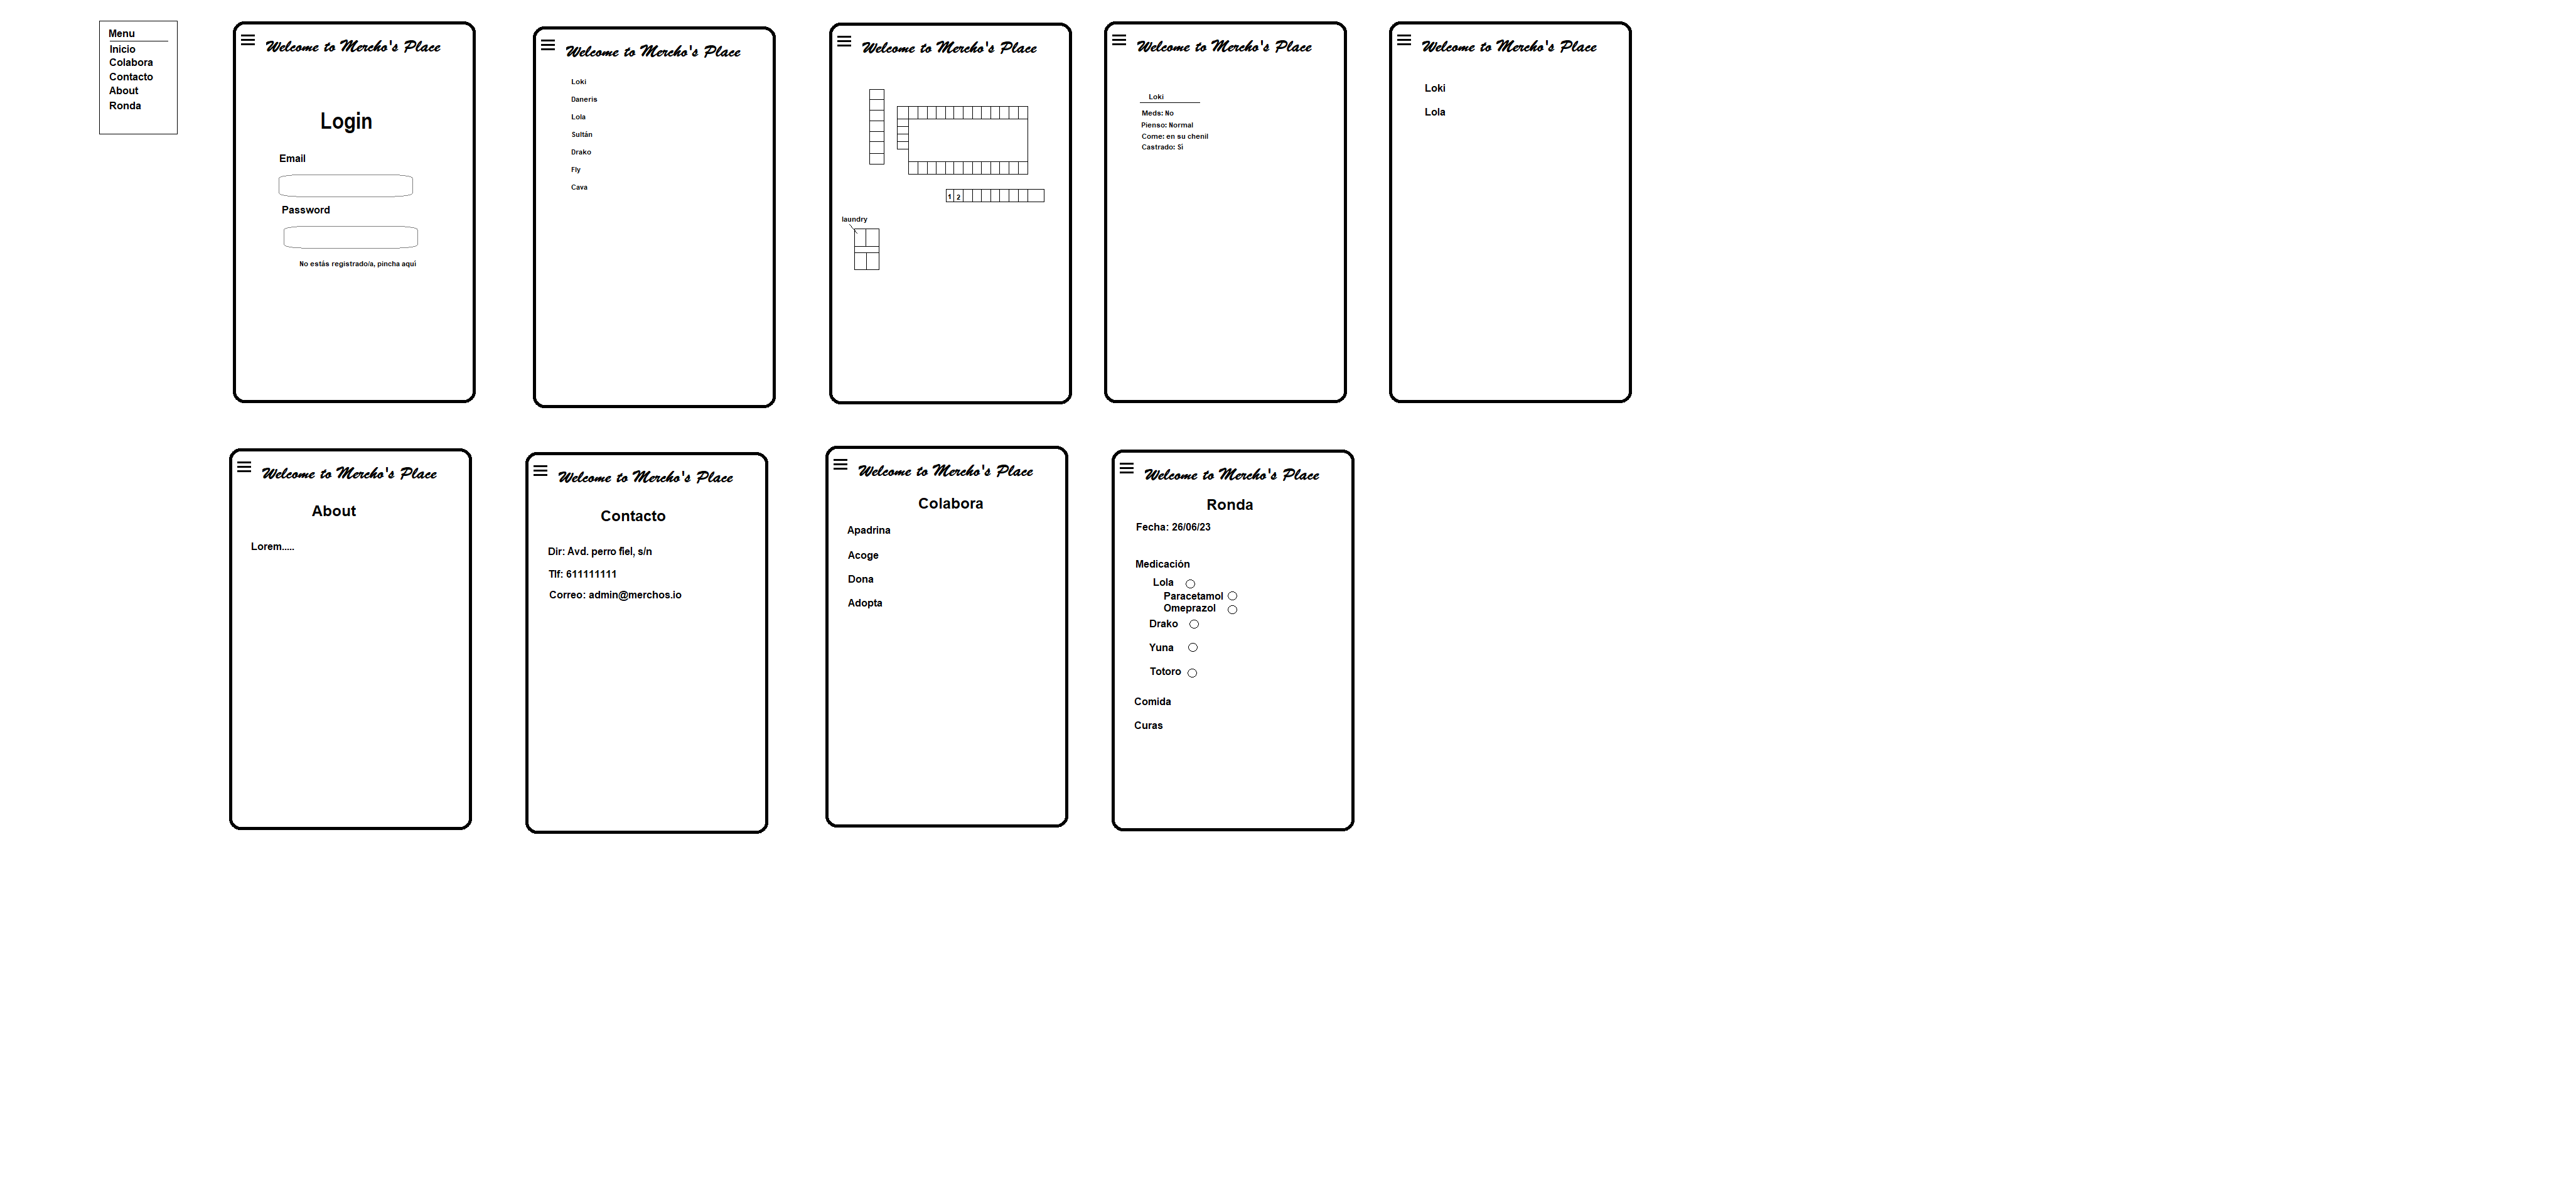 Menu
Inicio
Colabora
Contacto
About
Ronda
Welcome to Mercho's Place
Login
Email
Password
No estás registrado/a, pincha aquí
Welcome to Mercho's Place
Loki
Daneris
Lola
Sultán
Drako
Fly
Cava
Welcome to Mercho's Place
1 2
laundry
Welcome to Mercho's Place
Loki
Meds: No
Pienso: Normal
Come: en su chenil
Castrado: Sì
Welcome to Mercho's Place
Loki
Lola
Welcome to Mercho's Place
About
Lorem.....
Welcome to Mercho's Place
Contacto
Dir: Avd. perro fiel, s/n
Tlf: 611111111
Correo: admin@merchos.io
Welcome to Mercho's Place
Colabora
Apadrina
Acoge
Dona
Adopta
Welcome to Mercho's Place
Ronda
Fecha: 26/06/23
Medicación
Lola
Paracetamol
Omeprazol
Drako
Yuna
Totoro
Comida
Curas